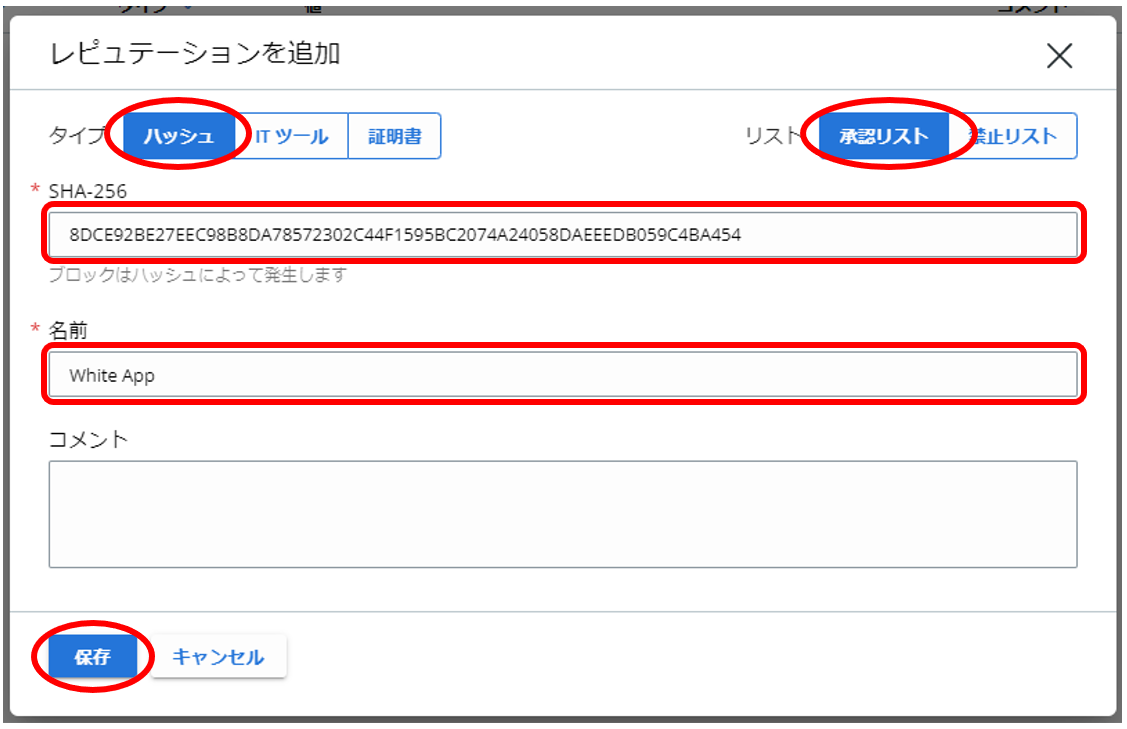 レピュテーションを追加
タイプ ハッシュ IT ツール 証明書 リスト 承認リスト 禁止リスト
* SHA-256
8DCE92BE27EEC98B8DA78572302C44F1595BC2074A24058DAEEEDB059C4BA454
ブロックはハッシュによって発生します
* 名前
White App
コメント
保存 キャンセル